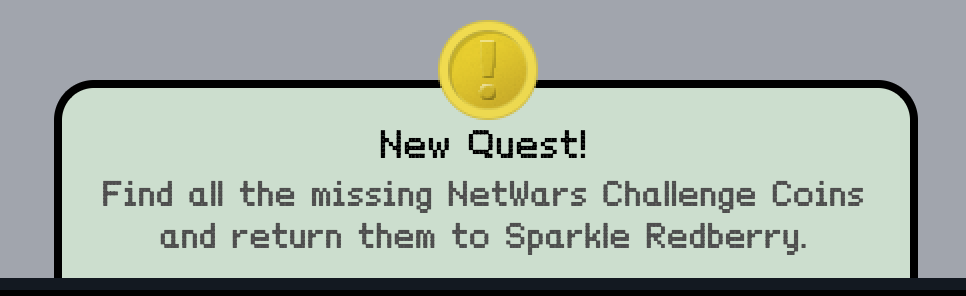 !
New Quest!
Find all the missing NetWars Challenge Coins
and return them to Sparkle Redberry.